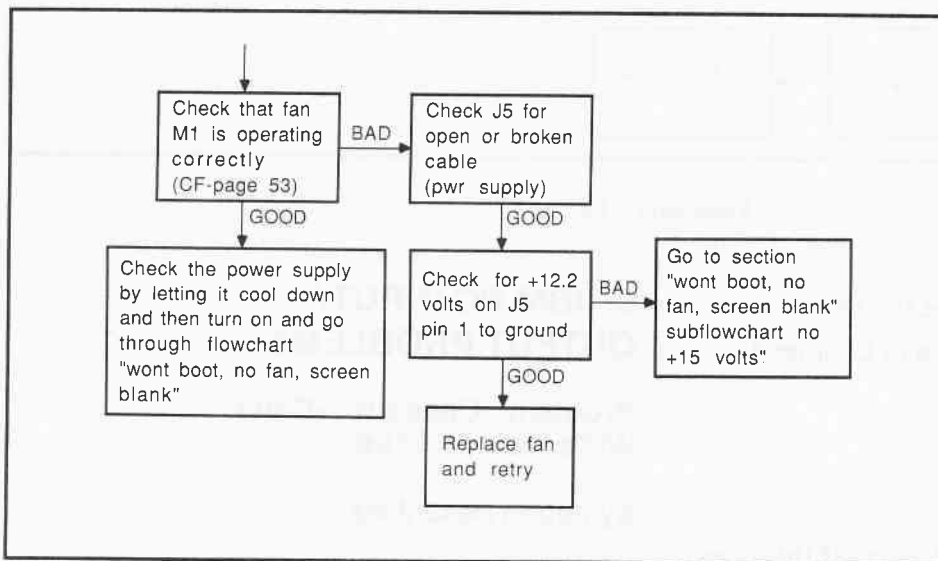 Check that fan
M1 is operating
correctly
(CF-page 53)
BAD
Check J5 for
open or broken
cable
(pwr supply)
GOOD
GOOD
Check the power supply
by letting it cool down
and then turn on and go
through flowchart
"wont boot, no fan, screen
blank"
Check for +12.2
volts on J5
pin 1 to ground
BAD
Go to section
"wont boot, no
fan, screen blank"
subflowchart no
+15 volts"
GOOD
Replace fan
and retry